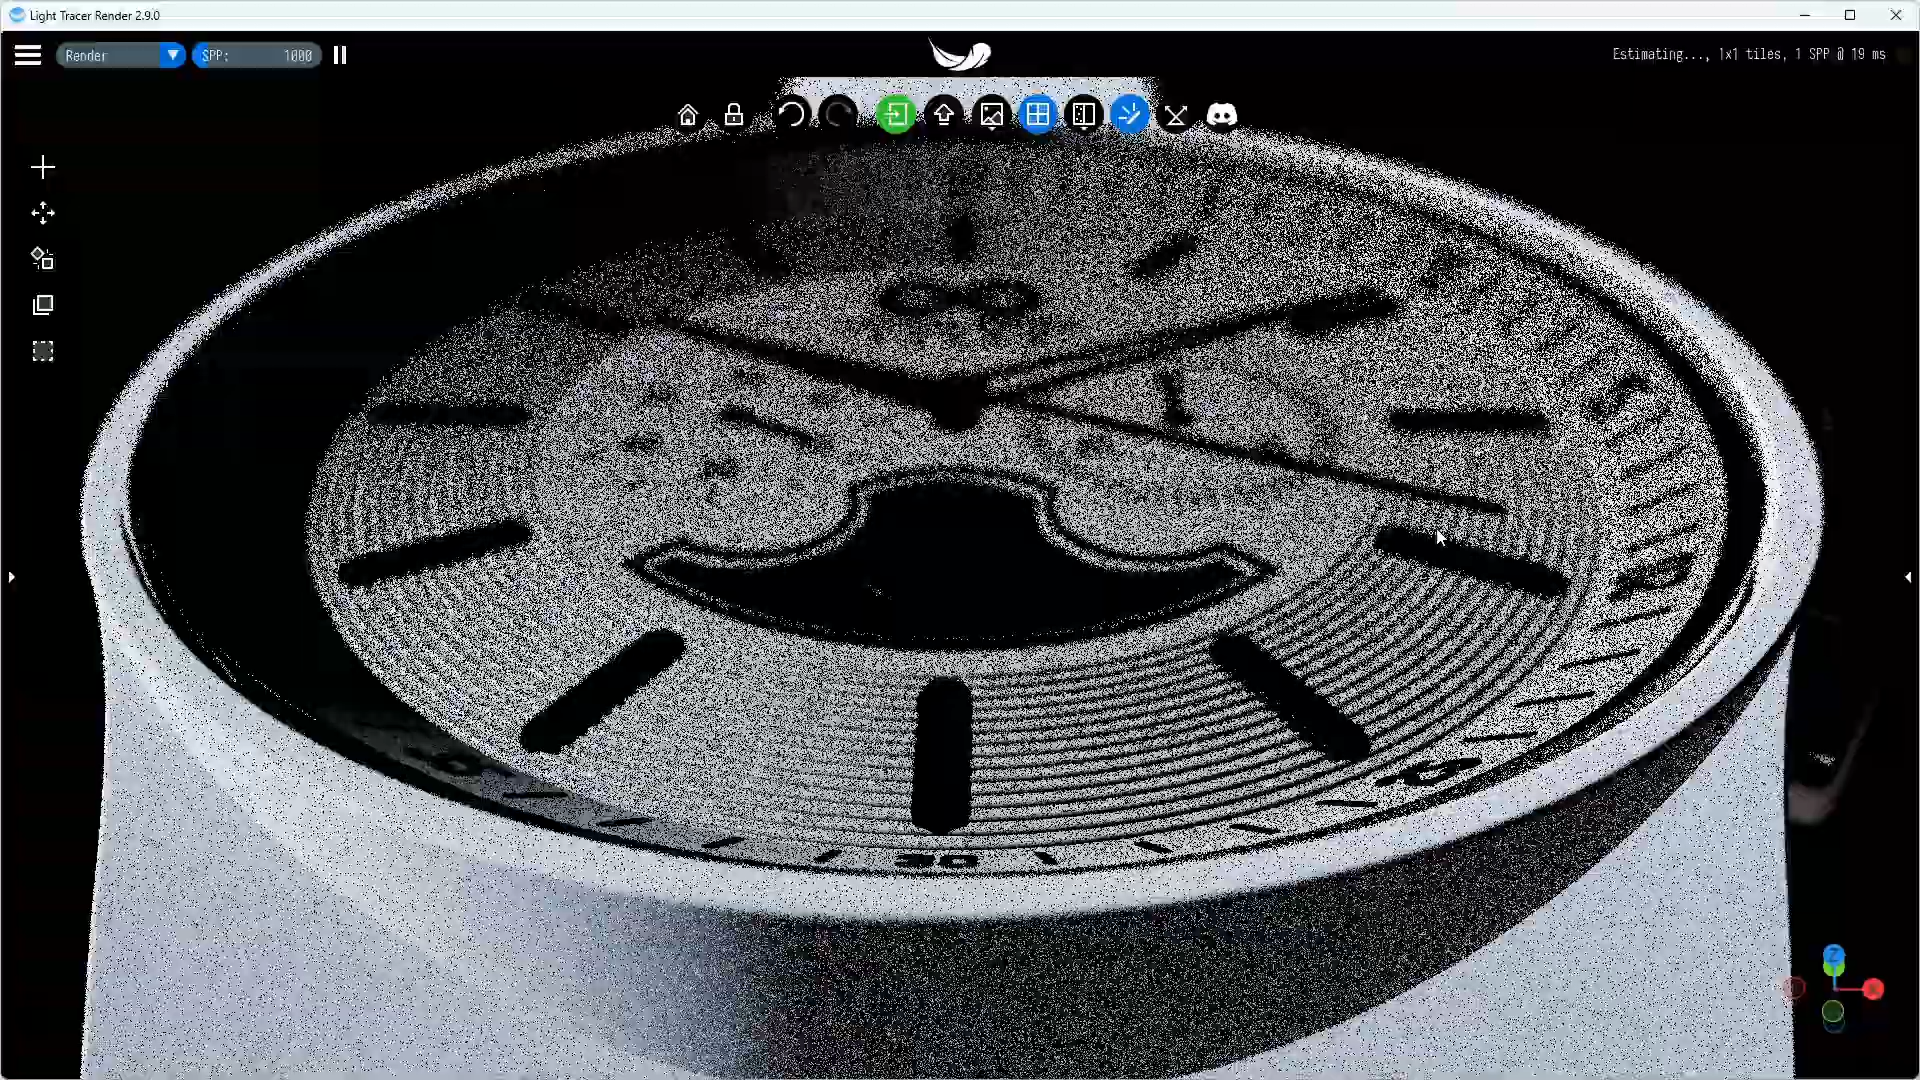 Light Tracer Render 2.9.0
Render
SPP: 1000
Estimating..., 1x1 tiles, 1 SPP @ 19 ms
30
Z